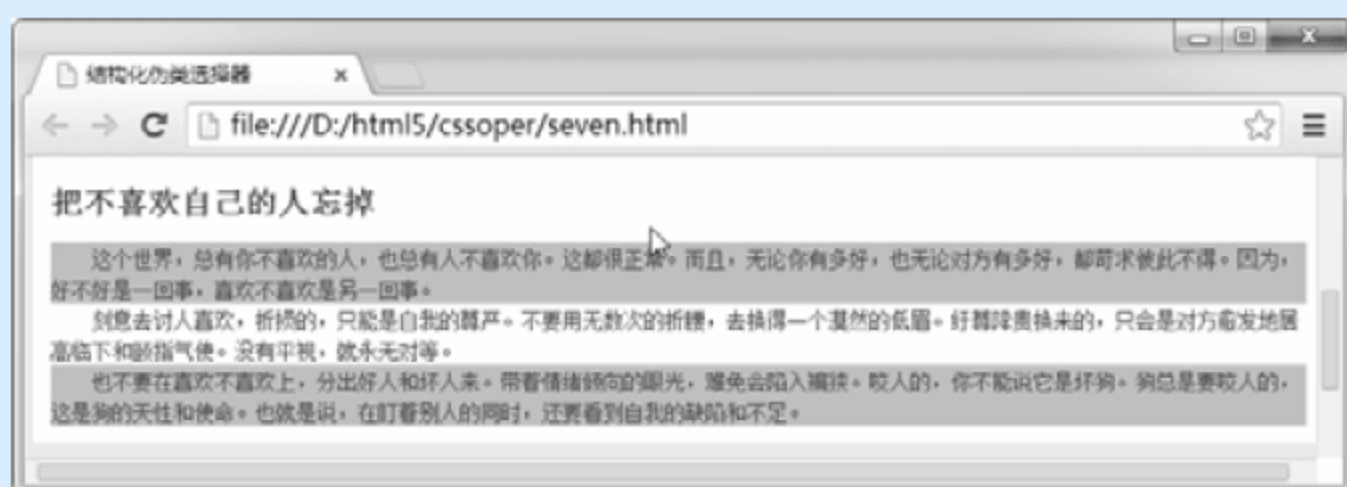 结构化伪类选择器
file:///D:/html5/cssoper/seven.html
把不喜欢自己的人忘掉
这个世界，总有你不喜欢的人，也总有人不喜欢你。这都很正常。而且，无论你有多好，也无论对方有多好，都苛求彼此不得。因为，
好不好是一回事，喜欢不喜欢是另一回事。
刻意去讨人喜欢，折损的，只能是自我的尊严。不要用无数次的折腰，去换得一个漠然的低眉。纡尊降贵换来的，只会是对方愈发地居
高临下和颐指气使。没有平视，就永无对等。
也不要在喜欢不喜欢上，分出好人和坏人来。带着情绪倾向的眼光，难免会陷入褊狭。咬人的，你不能说它是坏狗。狗总是要咬人的，
这是狗的天性和使命。也就是说，在盯着别人的同时，还要看到自我的缺陷和不足。